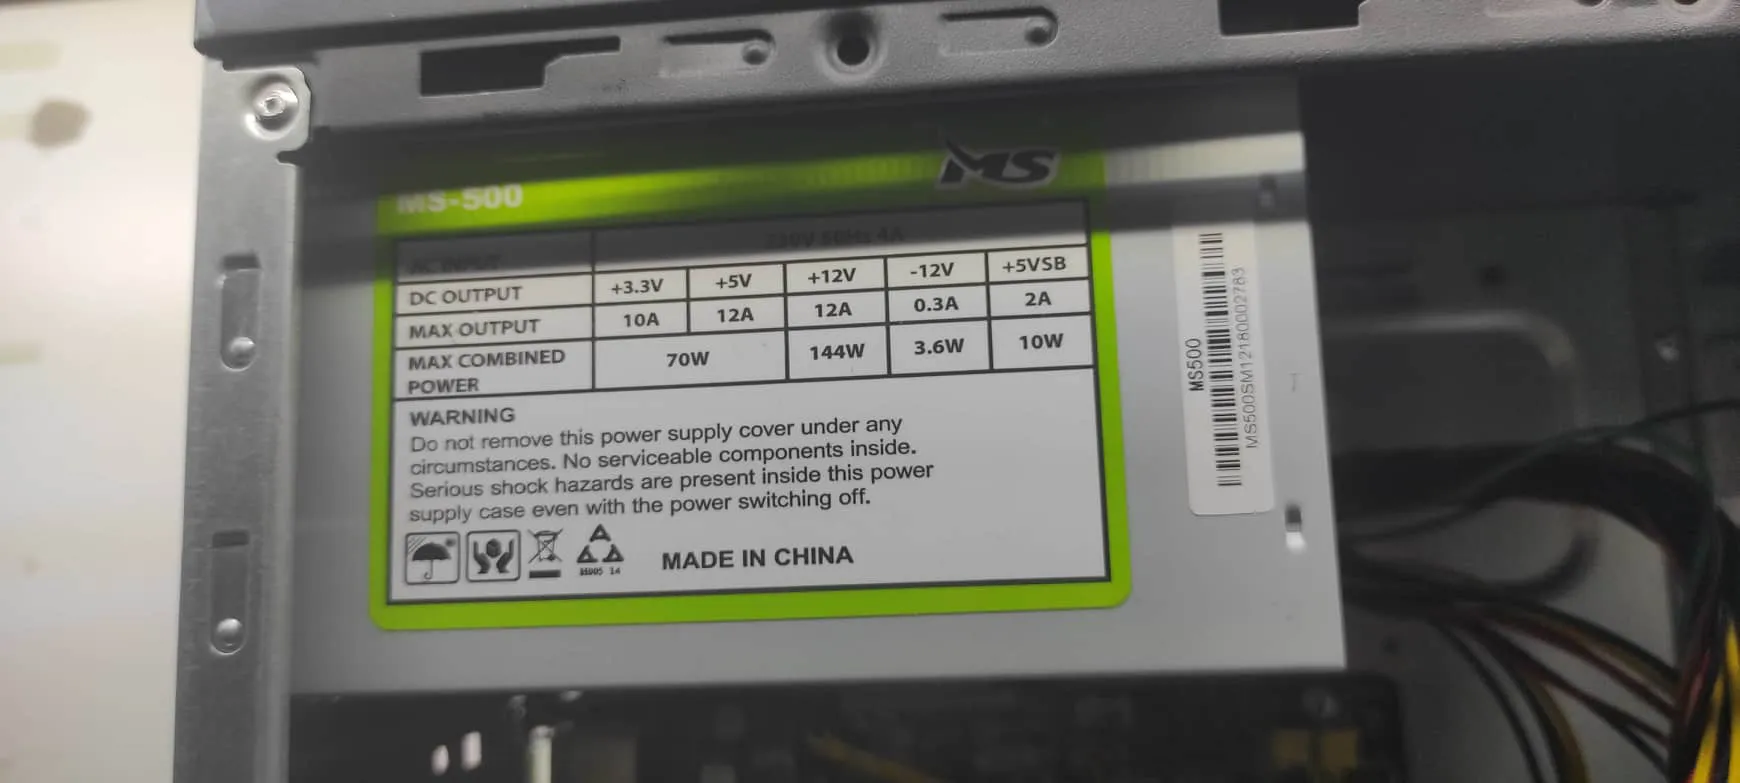 MS-500 MS
AC INPUT 230V 50Hz 4A
DC OUTPUT +3.3V +5V +12V -12V +5VSB
MAX OUTPUT 10A 12A 12A 0.3A 2A
MAX COMBINED
POWER 70W 144W 3.6W 10W
WARNING
Do not remove this power supply cover under any
circumstances. No serviceable components inside.
Serious shock hazards are present inside this power
supply case even with the power switching off.
MADE IN CHINA
MS500
MS500SM12180002783